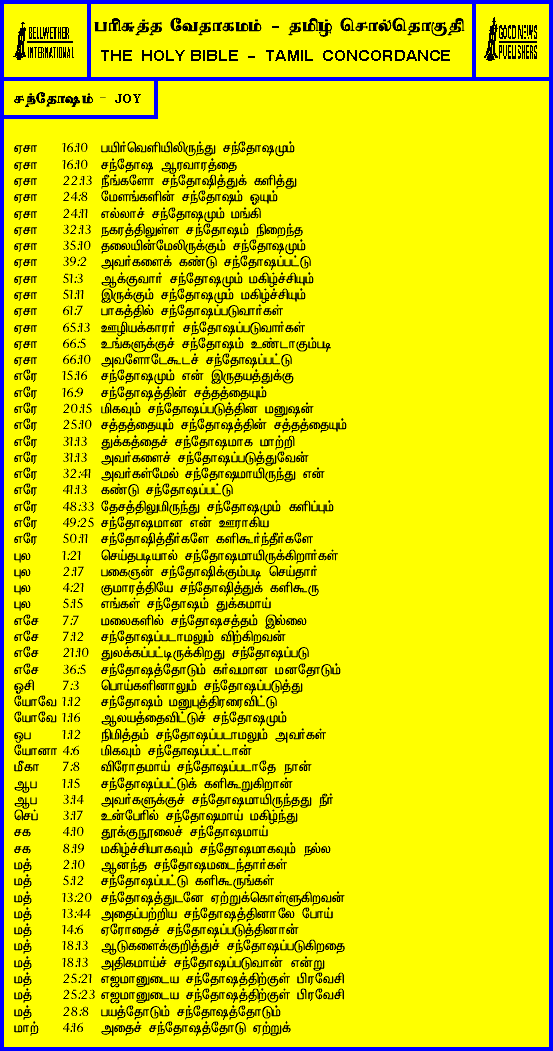 BELLWETHER
INTERNATIONAL
பரிசுத்த வேதாகமம் - தமிழ் சொல்தொகுதி
THE HOLY BIBLE - TAMIL CONCORDANCE
GOOD NEWS
PUBLISHERS
சந்தோஷம் - JOY
ஏசா 16:10 பயிர்வெளியிலிருந்து சந்தோஷமும்
ஏசா 16:10 சந்தோஷ ஆரவாரத்தை
ஏசா 22:13 நீங்களோ சந்தோஷித்துக் களித்து
ஏசா 24:8 மேளங்களின் சந்தோஷம் ஓயும்
ஏசா 24:11 எல்லாச் சந்தோஷமும் மங்கி
ஏசா 32:13 நகரத்திலுள்ள சந்தோஷம் நிறைந்த
ஏசா 35:10 தலையின்மேலிருக்கும் சந்தோஷமும்
ஏசா 39:2 அவர்களைக் கண்டு சந்தோஷப்பட்டு
ஏசா 51:3 ஆக்குவார் சந்தோஷமும் மகிழ்ச்சியும்
ஏசா 51:11 இருக்கும் சந்தோஷமும் மகிழ்ச்சியும்
ஏசா 61:7 பாகத்தில் சந்தோஷப்படுவார்கள்
ஏசா 65:13 ஊழியக்காரர் சந்தோஷப்படுவார்கள்
ஏசா 66:5 உங்களுக்குச் சந்தோஷம் உண்டாகும்படி
ஏசா 66:10 அவளோடேகூடச் சந்தோஷப்பட்டு
எரே 15:16 சந்தோஷமும் என் இருதயத்துக்கு
எரே 16:9 சந்தோஷத்தின் சத்தத்தையும்
எரே 20:15 மிகவும் சந்தோஷப்படுத்தின மனுஷன்
எரே 25:10 சத்தத்தையும் சந்தோஷத்தின் சத்தத்தையும்
எரே 31:13 துக்கத்தைச் சந்தோஷமாக மாற்றி
எரே 31:13 அவர்களைச் சந்தோஷப்படுத்துவேன்
எரே 32:41 அவர்கள்மேல் சந்தோஷமாயிருந்து என்
எரே 41:13 கண்டு சந்தோஷப்பட்டு
எரே 48:33 தேசத்திலுமிருந்து சந்தோஷமும் களிப்பும்
எரே 49:25 சந்தோஷமான என் ஊராகிய
எரே 50:11 சந்தோஷித்தீர்களே களிகூர்ந்தீர்களே
புல 1:21 செய்தபடியால் சந்தோஷமாயிருக்கிறார்கள்
புல 2:17 பகைஞன் சந்தோஷிக்கும்படி செய்தார்
புல 4:21 குமாரத்தியே சந்தோஷித்துக் களிகூரு
புல 5:15 எங்கள் சந்தோஷம் துக்கமாய்
எசே 7:7 மலைகளில் சந்தோஷசத்தம் இல்லை
எசே 7:12 சந்தோஷப்படாமலும் விற்கிறவன்
எசே 21:10 துலக்கப்பட்டிருக்கிறது சந்தோஷப்படு
எசே 36:5 சந்தோஷத்தோடும் கர்வமான மனதோடும்
ஓசி 7:3 பொய்களினாலும் சந்தோஷப்படுத்து
யோவே 1:12 சந்தோஷம் மனுபுத்திரரைவிட்டு
யோவே 1:16 ஆலயத்தைவிட்டுச் சந்தோஷமும்
ஒப 1:12 நிமித்தம் சந்தோஷப்படாமலும் அவர்கள்
யோனா 4:6 மிகவும் சந்தோஷப்பட்டான்
மீகா 7:8 விரோதமாய் சந்தோஷப்படாதே நான்
ஆப 1:15 சந்தோஷப்பட்டுக் களிகூறுகிறான்
ஆப 3:14 அவர்களுக்குச் சந்தோஷமாயிருந்தது நீர்
செப் 3:17 உன்பேரில் சந்தோஷமாய் மகிழ்ந்து
சக 4:10 தூக்குநூலைச் சந்தோஷமாய்
சக 8:19 மகிழ்ச்சியாகவும் சந்தோஷமாகவும் நல்ல
மத் 2:10 ஆனந்த சந்தோஷமடைந்தார்கள்
மத் 5:12 சந்தோஷப்பட்டு களிகூருங்கள்
மத் 13:20 சந்தோஷத்துடனே ஏற்றுக்கொள்ளுகிறவன்
மத் 13:44 அதைப்பற்றிய சந்தோஷத்தினாலே போய்
மத் 14:6 ஏரோதைச் சந்தோஷப்படுத்தினாள்
மத் 18:13 ஆடுகளைக்குறித்துச் சந்தோஷப்படுகிறதை
மத் 18:13 அதிகமாய்ச் சந்தோஷப்படுவான் என்று
மத் 25:21 எஜமானுடைய சந்தோஷத்திற்குள் பிரவேசி
மத் 25:23 எஜமானுடைய சந்தோஷத்திற்குள் பிரவேசி
மத் 28:8 பயத்தோடும் சந்தோஷத்தோடும்
மாற் 4:16 அதைச் சந்தோஷத்தோடு ஏற்றுக்